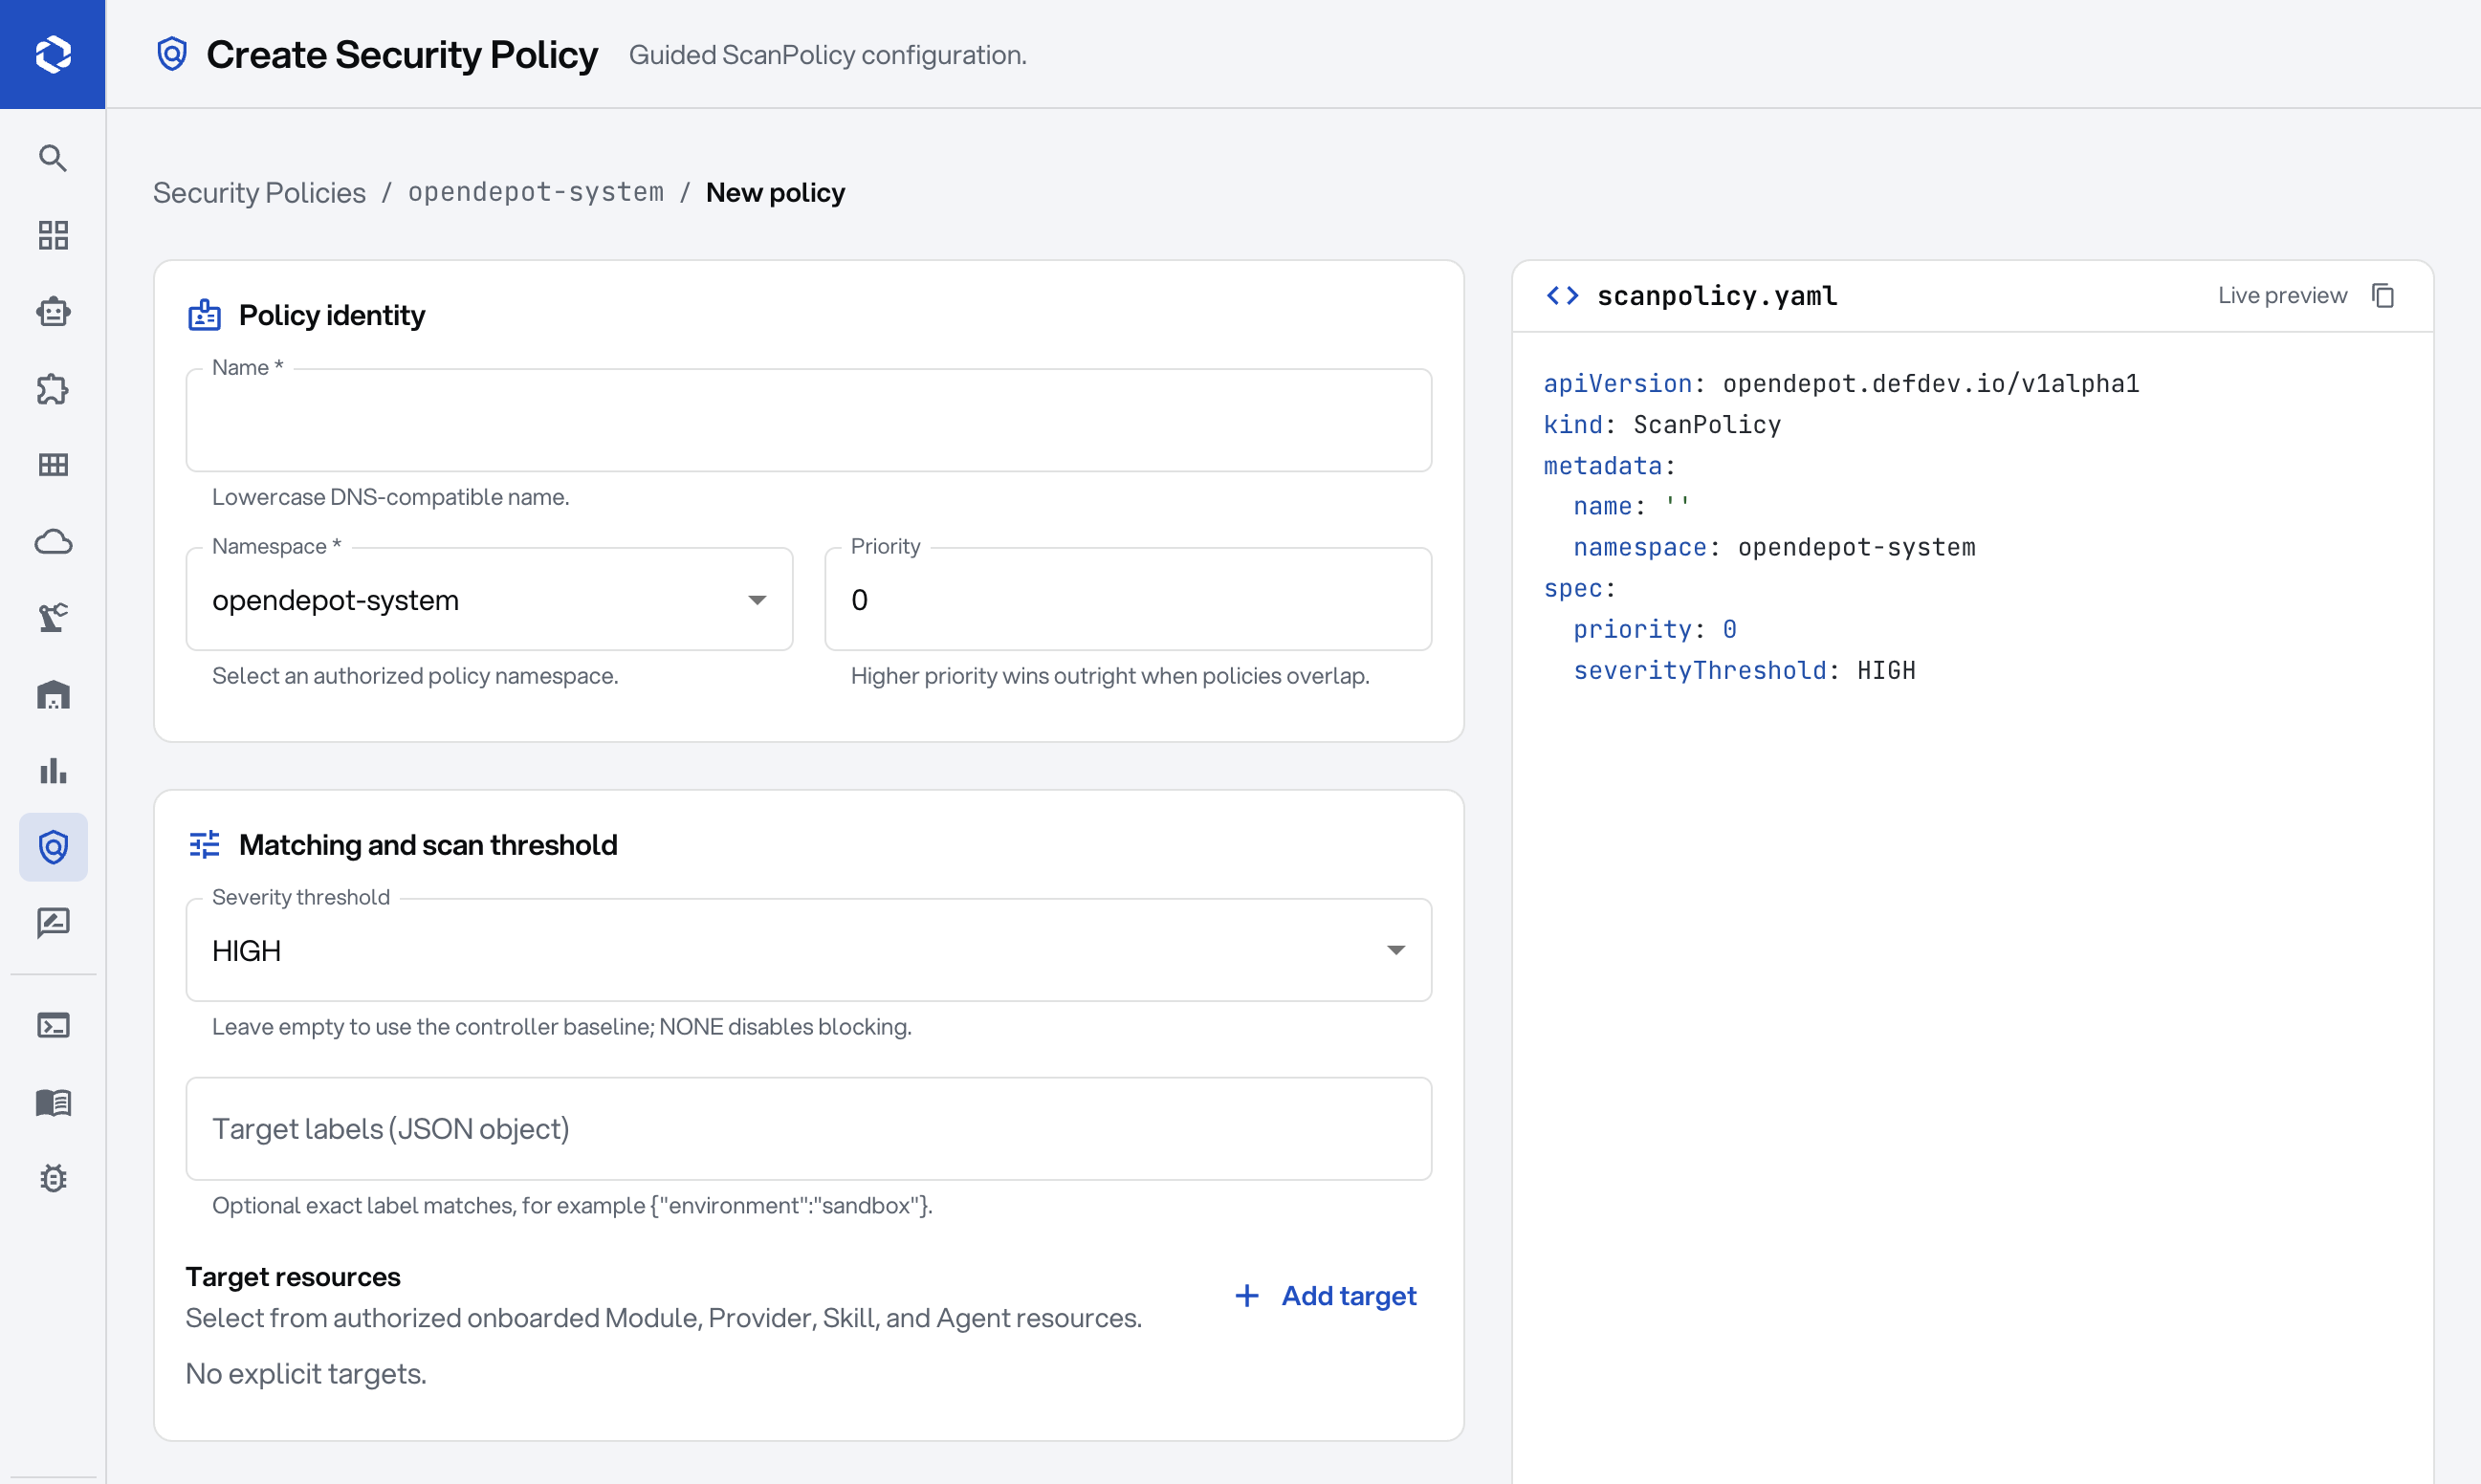 Create Security Policy
Guided ScanPolicy configuration.
Security Policies / opendepot-system / New policy
Policy identity
Name *
Lowercase DNS-compatible name.
Namespace *
opendepot-system
Select an authorized policy namespace.
Priority
0
Higher priority wins outright when policies overlap.
Matching and scan threshold
Severity threshold
HIGH
Leave empty to use the controller baseline; NONE disables blocking.
Target labels (JSON object)
Optional exact label matches, for example {"environment":"sandbox"}.
Target resources
Select from authorized onboarded Module, Provider, Skill, and Agent resources.
Add target
No explicit targets.
scanpolicy.yaml
Live preview
apiVersion: opendepot.defdev.io/v1alpha1
kind: ScanPolicy
metadata:
  name: ''
  namespace: opendepot-system
spec:
  priority: 0
  severityThreshold: HIGH